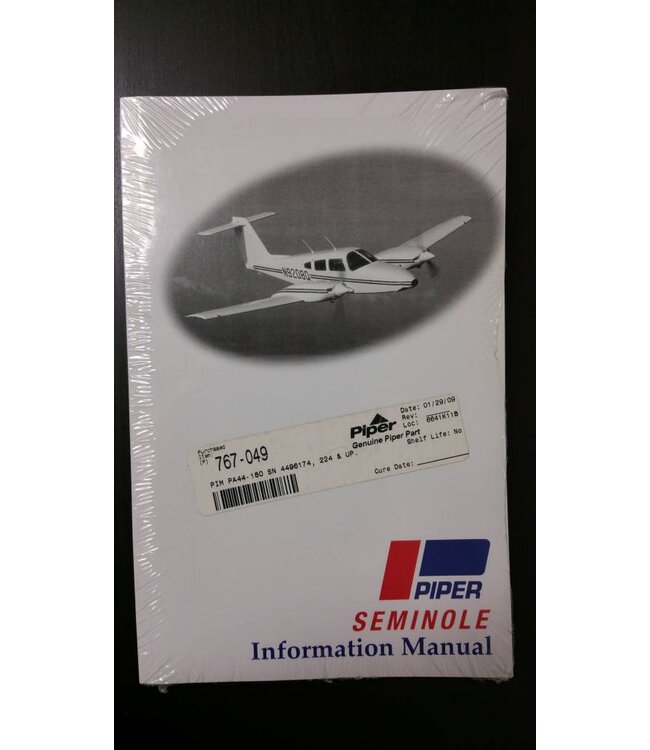 N9208Q
Purchased
Item:
(P)
767-049
Piper
Genuine Piper Part
Date: 01/29/09
Rev:
Loc: 6641K11B
Shelf Life: No
PIM PA44-180 SN 4496174, 224 & UP.
Cure Date:
PIPER
SEMINOLE
Information Manual